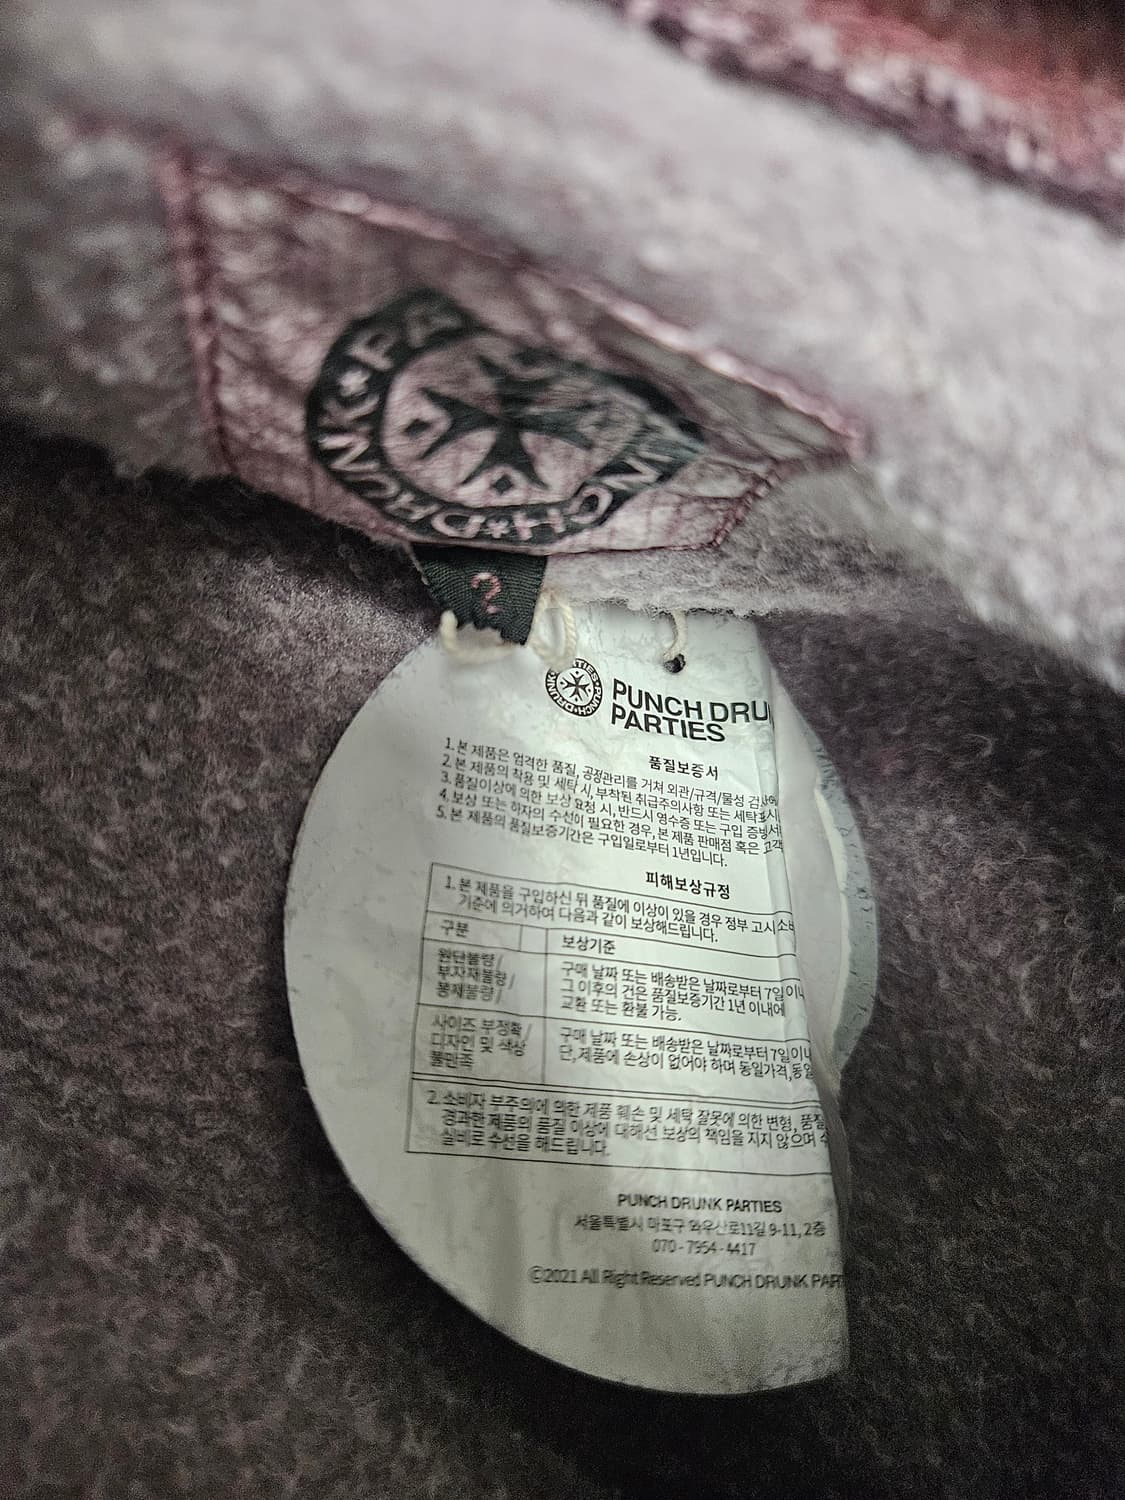 DRUNK
2
PUNCH DRU
PARTIES
품질보증서
1. 본 제품은 엄격한 품질, 공정관리를 거쳐 외관/규격/물성
2. 본 제품의 착용 및 세탁 시, 부착된 취급주의사항 또는 세탁표시
3. 품질이상에 의한 보상 요청 시, 반드시 영수증 또는 구입
4. 보상 또는 하자의 수선이 필요한 경우, 본 제품 판매점 혹은 고객
5. 본 제품의 품질보증기간은 구입일로부터 1년입니다.
피해보상규정
1. 본 제품을 구입하신 뒤 품질에 이상이 있을 경우 정부 고시
기준에 의거하여 다음과 같이 보상해드립니다.
구분
보상기준
원단불량 /
부자재불량 /
봉제불량 /
구매 날짜 또는 배송받은 날짜로부터 7일
그 이후의 건은 품질보증기간 1년 이내에
교환 또는 환불 가능.
사이즈 부정확 /
디자인 및 색상
불만족
구매 날짜 또는 배송받은 날짜로부터 7일
단, 제품에 손상이 없어야 하며 동일가격,
2. 소비자 부주의에 의한 제품 훼손 및 세탁 잘못에 의한 변형,
경과한 제품의 품질 이상에 대해선 보상의 책임을 지지 않으며
실비로 수선을 해드립니다.
PUNCH DRUNK PARTIES
서울특별시 마포구 와우산로11길 9-11, 2층
070 - 7954 - 4417
©2021 All Right Reserved PUNCH DRUNK PAR